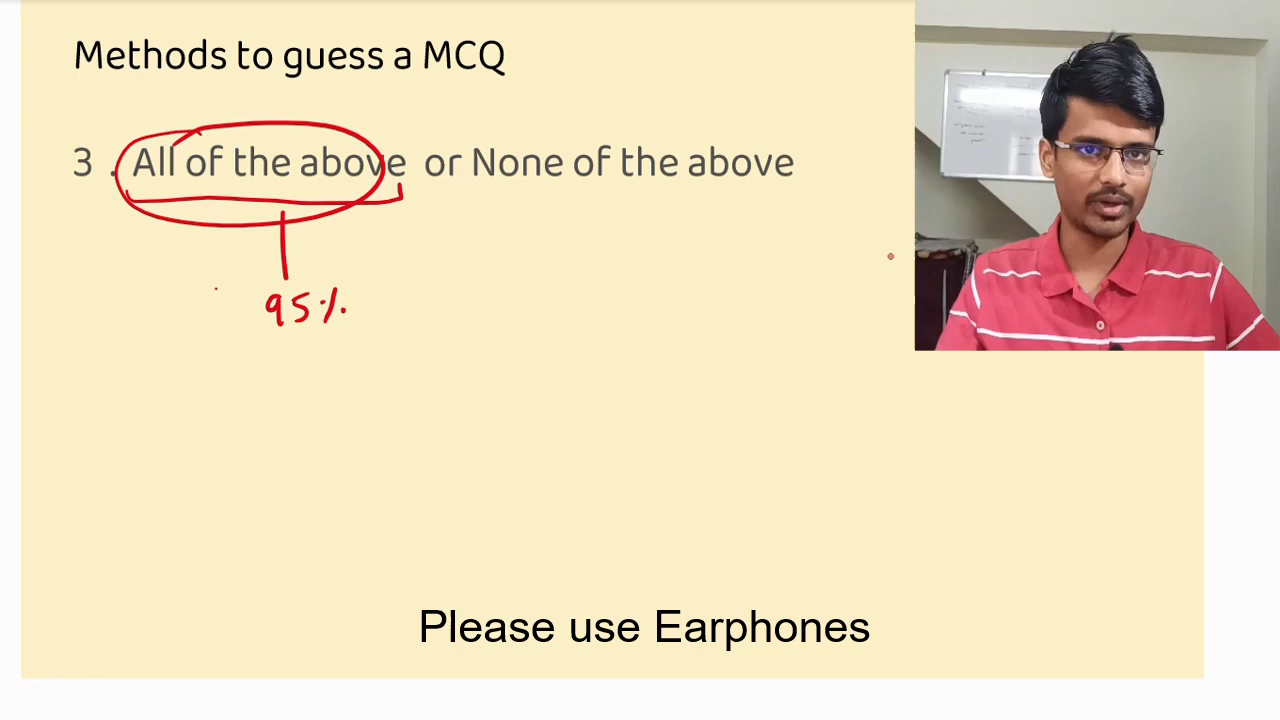 Methods to guess a MCQ
3 . All of the above or None of the above
95%
Please use Earphones